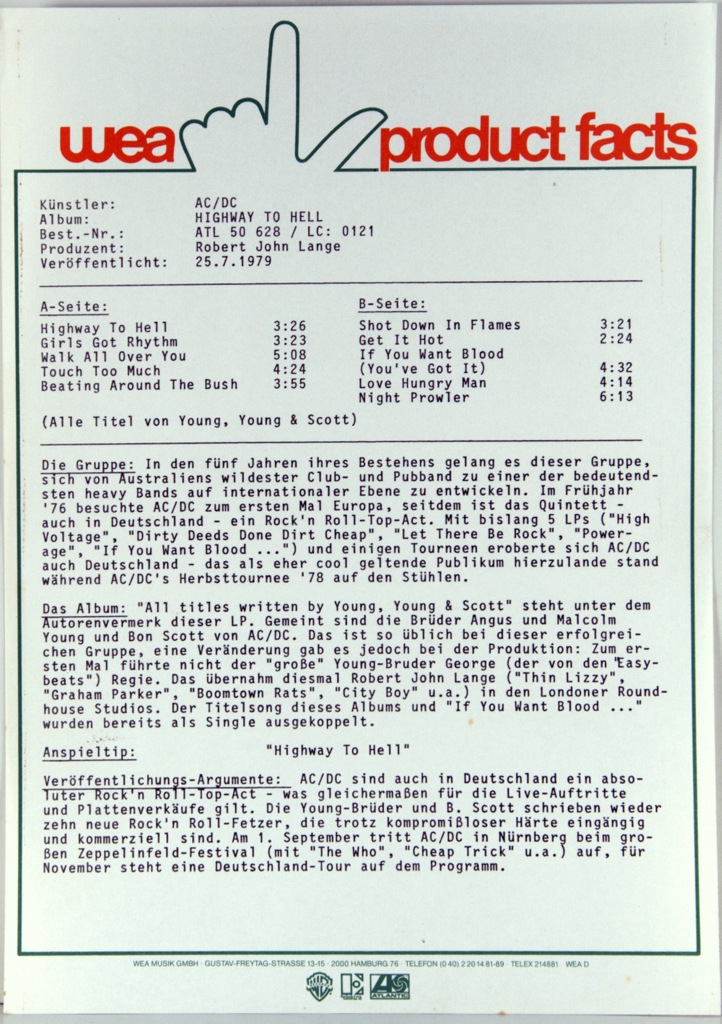 wea product facts
Künstler: AC/DC
Album: HIGHWAY TO HELL
Best.-Nr.: ATL 50 628 / LC: 0121
Produzent: Robert John Lange
Veröffentlicht: 25.7.1979
A-Seite:
Highway To Hell 3:26
Girls Got Rhythm 3:23
Walk All Over You 5:08
Touch Too Much 4:24
Beating Around The Bush 3:55
B-Seite:
Shot Down In Flames 3:21
Get It Hot 2:24
If You Want Blood
(You've Got It) 4:32
Love Hungry Man 4:14
Night Prowler 6:13
(Alle Titel von Young, Young & Scott)
Die Gruppe: In den fünf Jahren ihres Bestehens gelang es dieser Gruppe,
sich von Australiens wildester Club- und Pubband zu einer der bedeutend-
sten heavy Bands auf internationaler Ebene zu entwickeln. Im Frühjahr
'76 besuchte AC/DC zum ersten Mal Europa, seitdem ist das Quintett -
auch in Deutschland - ein Rock'n Roll-Top-Act. Mit bislang 5 LPs ("High
Voltage", "Dirty Deeds Done Dirt Cheap", "Let There Be Rock", "Power-
age", "If You Want Blood ...") und einigen Tourneen eroberte sich AC/DC
auch Deutschland - das als eher cool geltende Publikum hierzulande stand
während AC/DC's Herbsttournee '78 auf den Stühlen.
Das Album: "All titles written by Young, Young & Scott" steht unter dem
Autorenvermerk dieser LP. Gemeint sind die Brüder Angus und Malcolm
Young und Bon Scott von AC/DC. Das ist so üblich bei dieser erfolgrei-
chen Gruppe, eine Veränderung gab es jedoch bei der Produktion: Zum er-
sten Mal führte nicht der "große" Young-Bruder George (der von den "Easy-
beats") Regie. Das übernahm diesmal Robert John Lange ("Thin Lizzy",
"Graham Parker", "Boomtown Rats", "City Boy" u.a.) in den Londoner Round-
house Studios. Der Titelsong dieses Albums und "If You Want Blood ..."
wurden bereits als Single ausgekoppelt.
Anspieltip: "Highway To Hell"
Veröffentlichungs-Argumente: AC/DC sind auch in Deutschland ein abso-
luter Rock'n Roll-Top-Act - was gleichermaßen für die Live-Auftritte
und Plattenverkäufe gilt. Die Young-Brüder und B. Scott schrieben wieder
zehn neue Rock'n Roll-Fetzer, die trotz kompromißloser Härte eingängig
und kommerziell sind. Am 1. September tritt AC/DC in Nürnberg beim gro-
ßen Zeppelinfeld-Festival (mit "The Who", "Cheap Trick" u.a.) auf, für
November steht eine Deutschland-Tour auf dem Programm.
WEA MUSIK GMBH · GUSTAV-FREYTAG-STRASSE 13-15 · 2000 HAMBURG 76 · TELEFON (0 40) 2 20 14 81-89 · TELEX 214881 WEA D
ATLANTIC